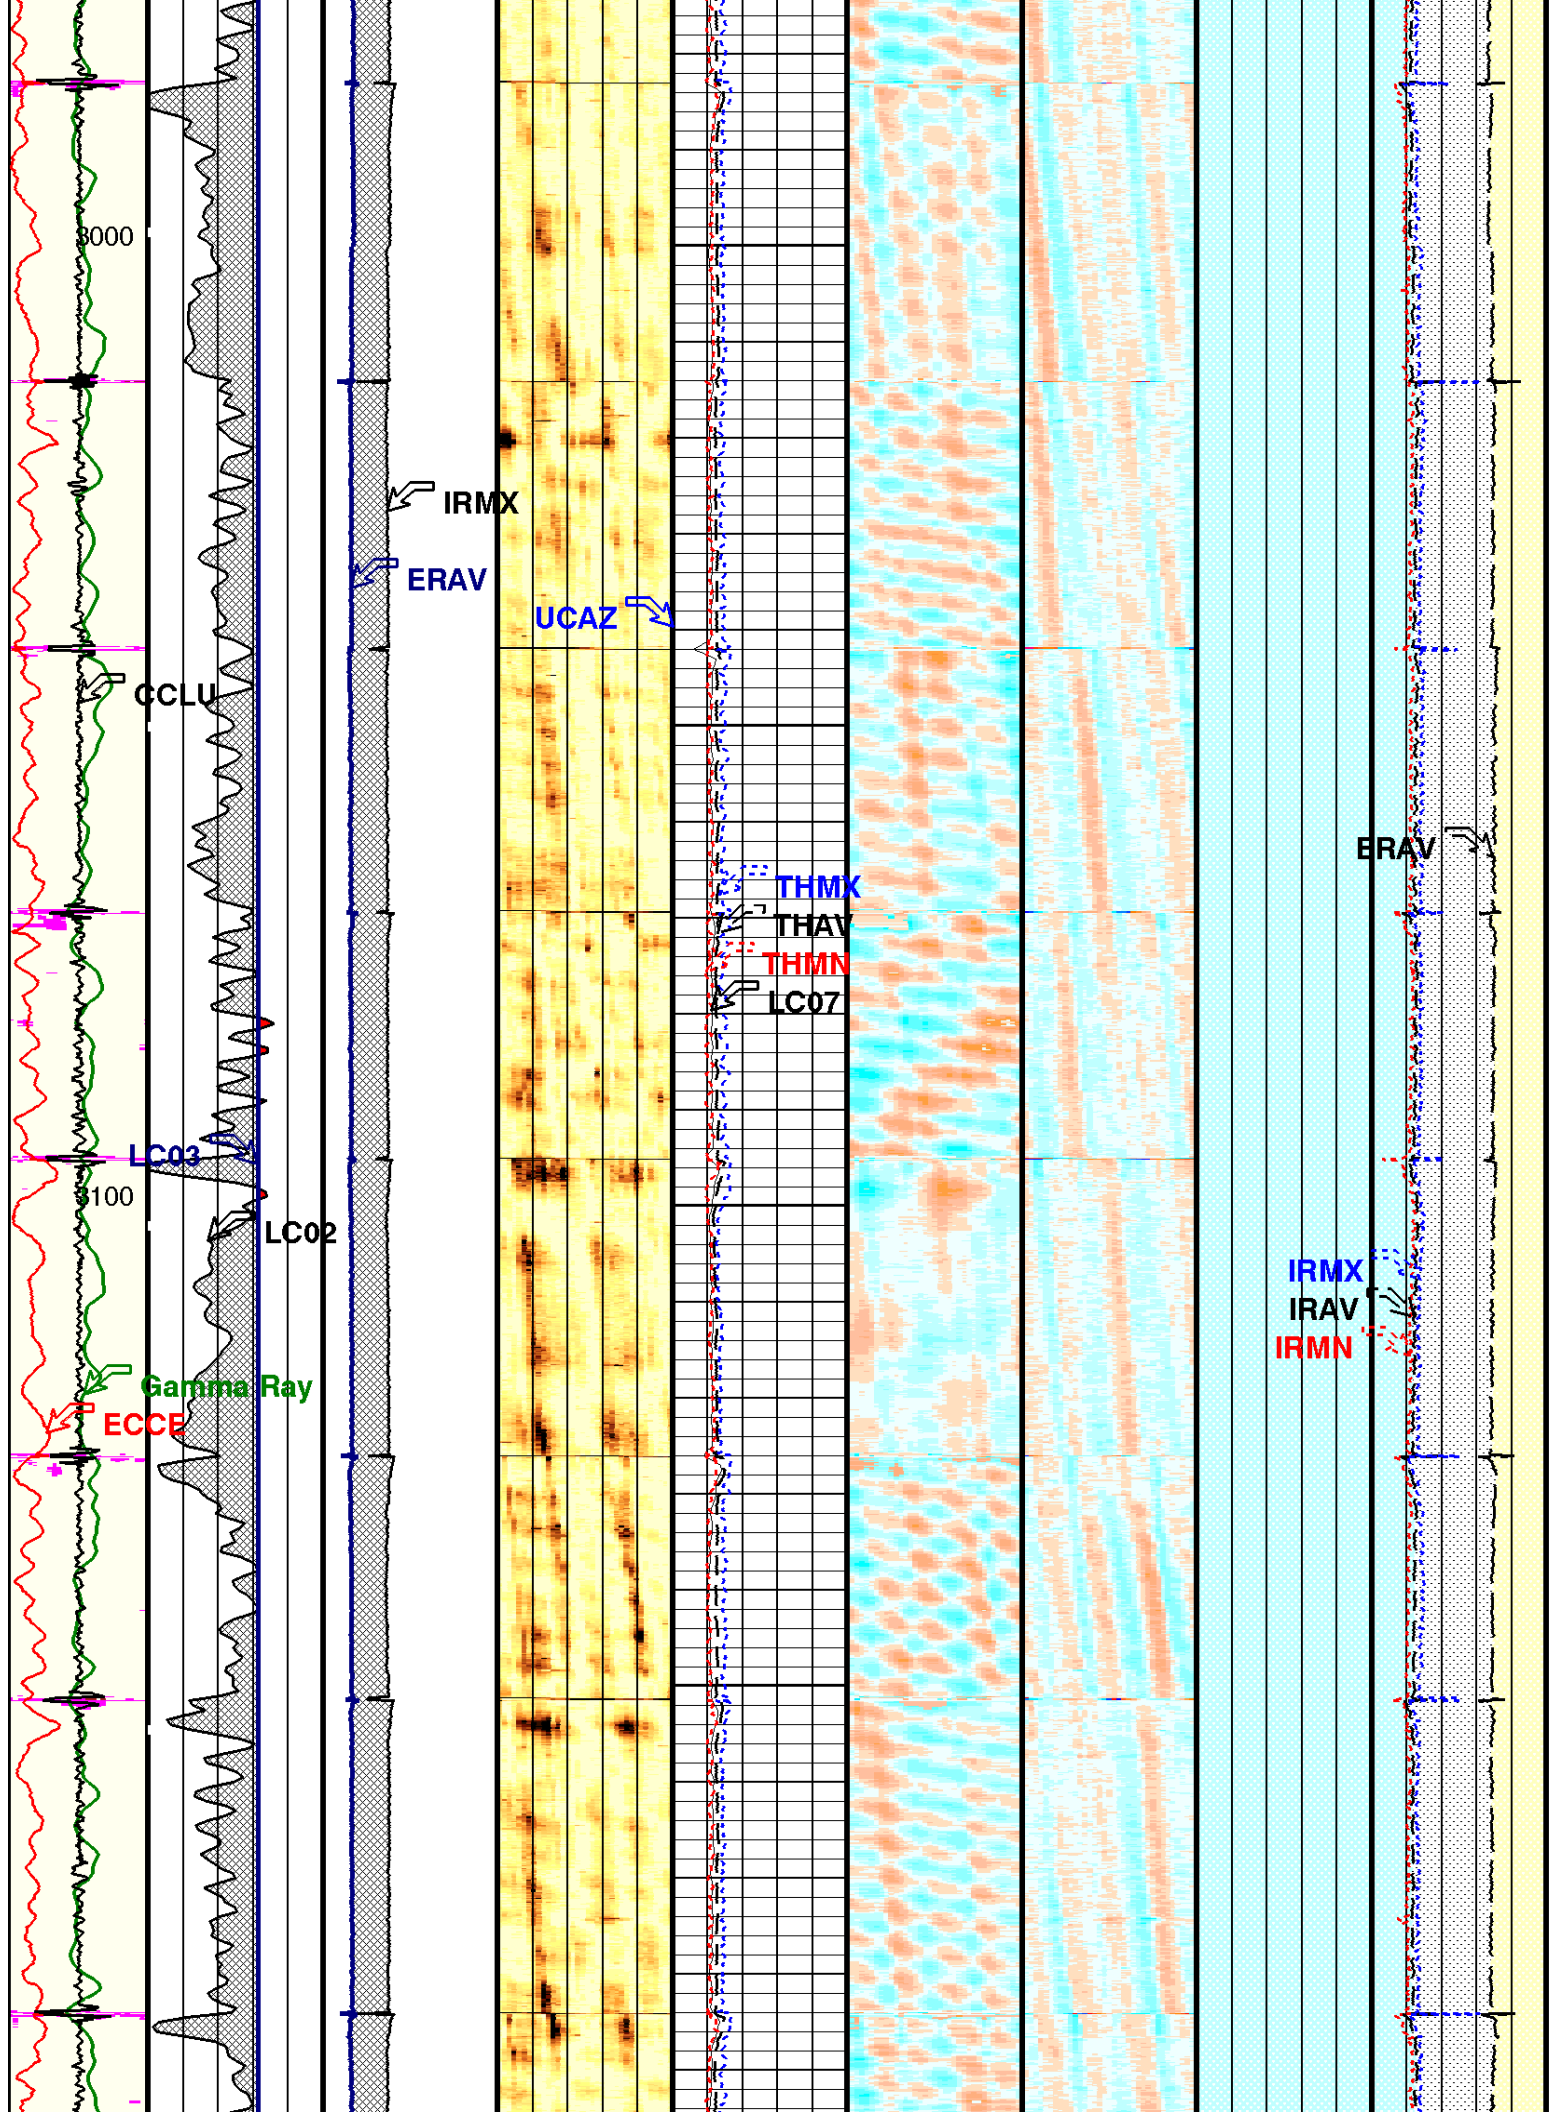 3000
IRMX
ERAV
UCAZ
CCLU
ERAV
THMX
THAV
THMN
LC07
LC03
3100
LC02
IRMX
IRAV
IRMN
Gamma Ray
ECCE